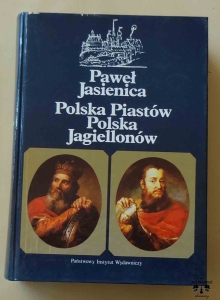 Paweł
Jasienica
Polska Piastów
Polska
Jagiellonów
Państwowy Instytut Wydawniczy